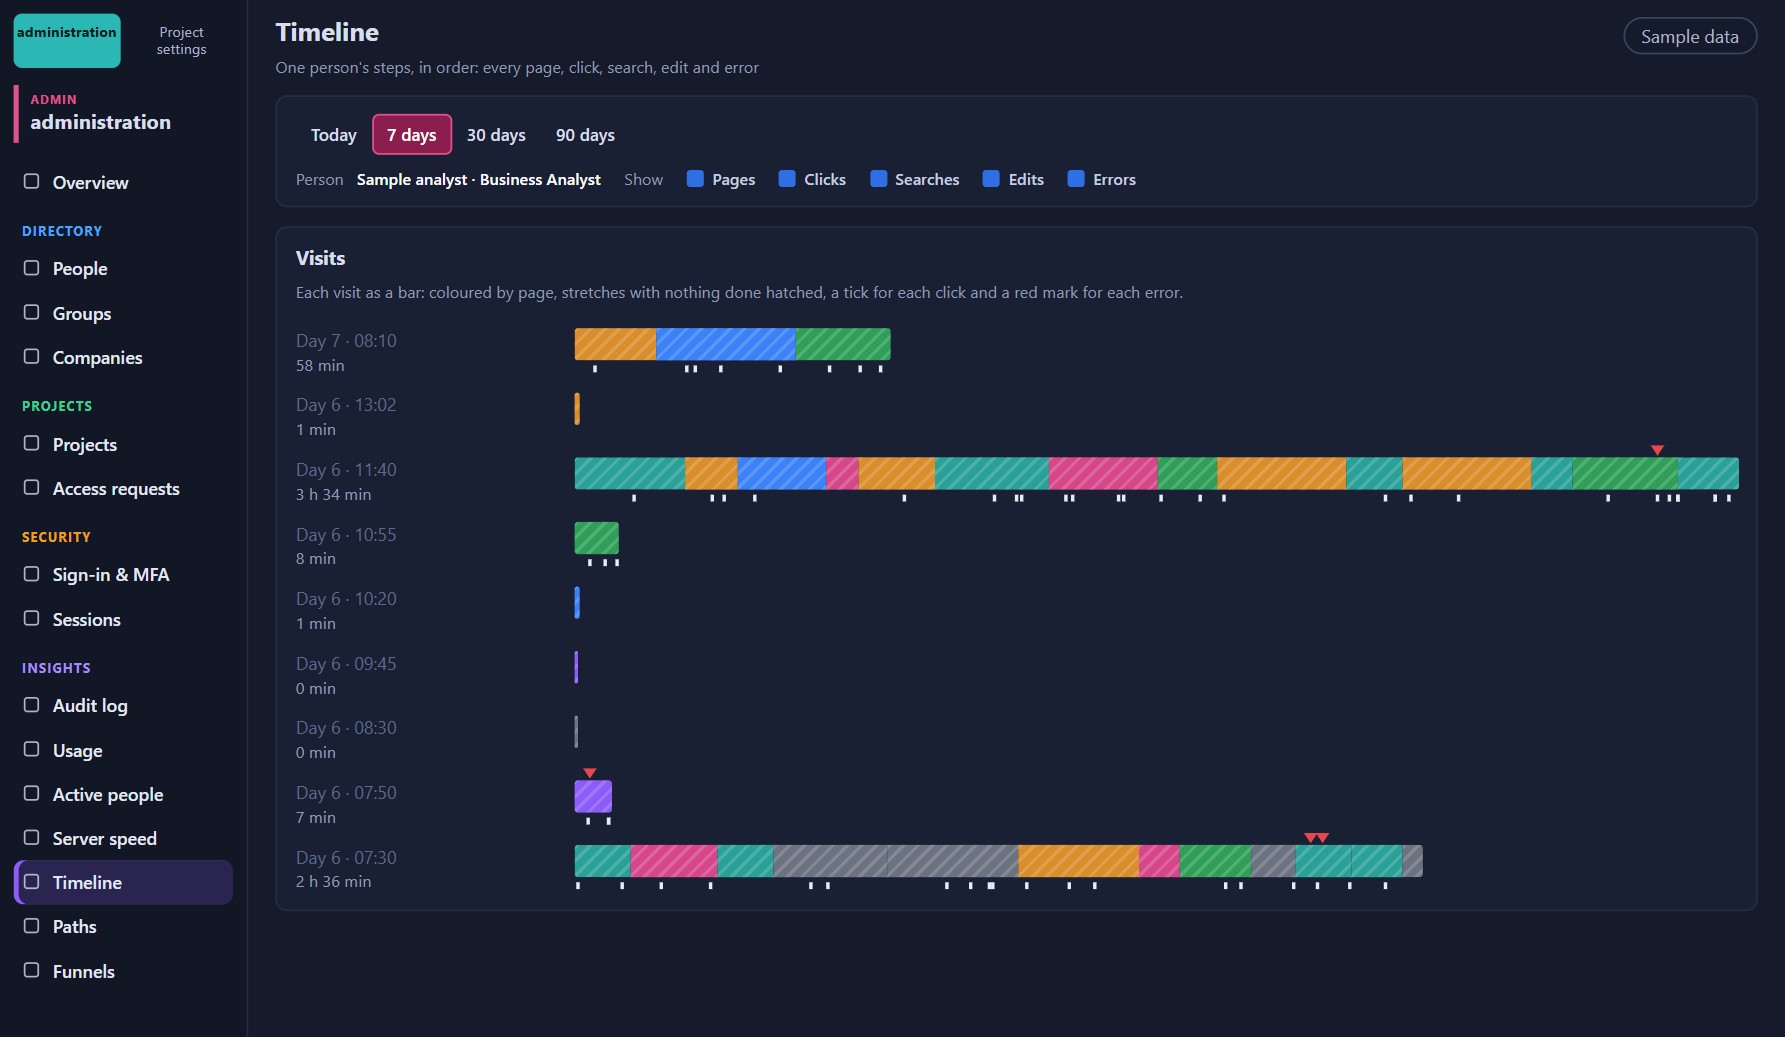 administration
Project settings
ADMIN
administration
Overview
DIRECTORY
People
Groups
Companies
PROJECTS
Projects
Access requests
SECURITY
Sign-in & MFA
Sessions
INSIGHTS
Audit log
Usage
Active people
Server speed
Timeline
Paths
Funnels
Timeline
Sample data
One person's steps, in order: every page, click, search, edit and error
Today 7 days 30 days 90 days
Person Sample analyst · Business Analyst Show Pages Clicks Searches Edits Errors
Visits
Each visit as a bar: coloured by page, stretches with nothing done hatched, a tick for each click and a red mark for each error.
Day 7 · 08:10
58 min
Day 6 · 13:02
1 min
Day 6 · 11:40
3 h 34 min
Day 6 · 10:55
8 min
Day 6 · 10:20
1 min
Day 6 · 09:45
0 min
Day 6 · 08:30
0 min
Day 6 · 07:50
7 min
Day 6 · 07:30
2 h 36 min